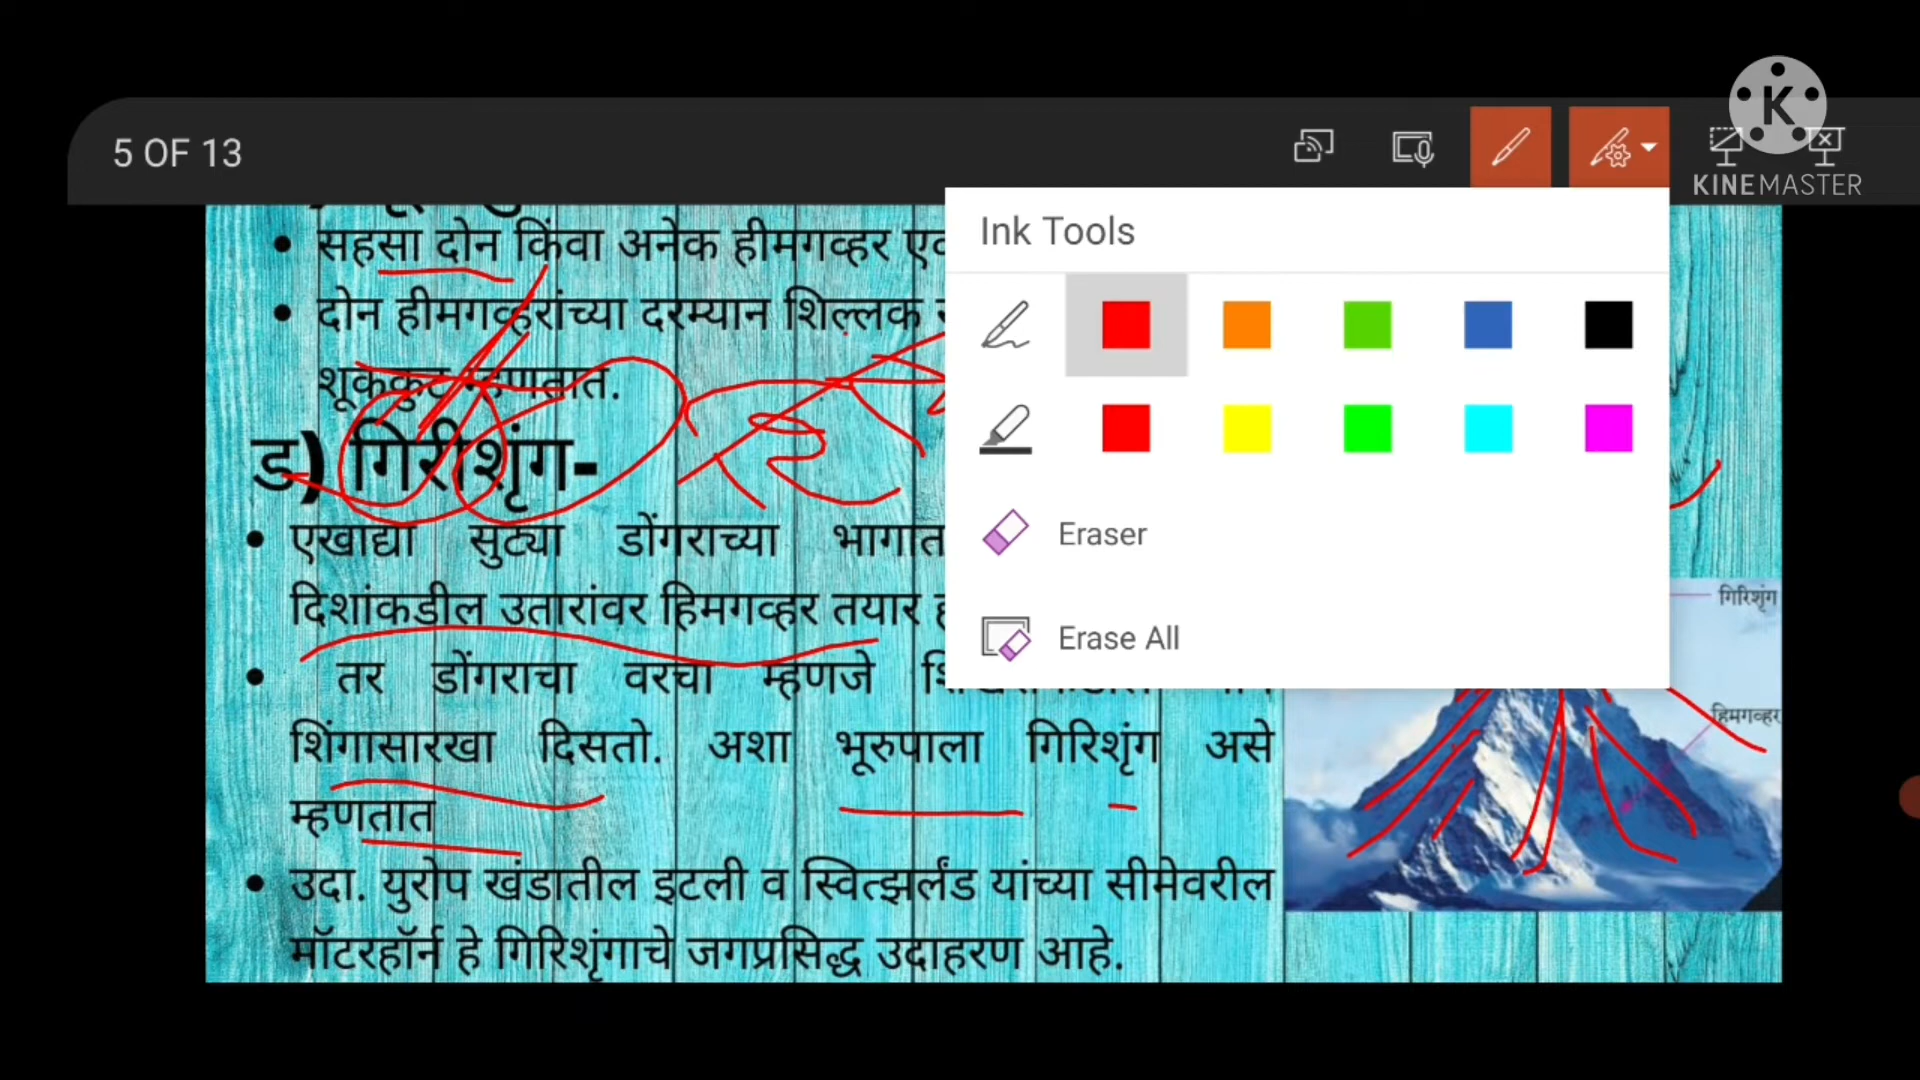 5 OF 13
KINEMASTER
Ink Tools
Eraser
Erase All
सहसा दोन किंवा अनेक हीमगव्हर
दोन हीमगव्हरांच्या दरम्यान शिल्लक
शूककुट म्हणतात.
ड) गिरीशृंग-
एखाद्या सुट्या डोंगराच्या भागात
दिशांकडील उतारांवर हिमगव्हर तयार
तर डोंगराचा वरचा म्हणजे
शिंगासारखा दिसतो. अशा भूरुपाला गिरिशृंग असे
म्हणतात
उदा. युरोप खंडातील इटली व स्वित्झर्लंड यांच्या सीमेवरील
मॉटरहॉर्न हे गिरिशृंगाचे जगप्रसिद्ध उदाहरण आहे.
गिरिशृंग
हिमगव्हर